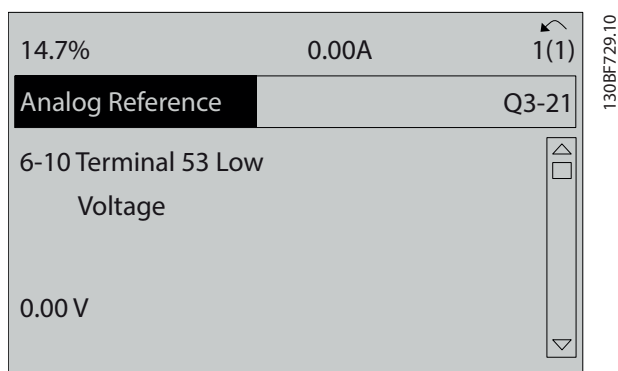 14.7% 0.00A 1(1)
Analog Reference Q3-21
6-10 Terminal 53 Low
Voltage
0.00 V
130BF729.10